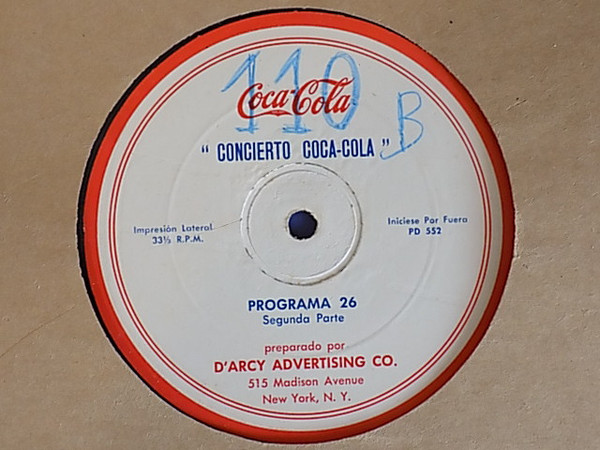 110
Coca-Cola
B
" CONCIERTO COCA-COLA "
Impresión Lateral
33⅓ R.P.M.
Iniciese Por Fuera
PD 552
PROGRAMA 26
Segunda Parte
preparado por
D'ARCY ADVERTISING CO.
515 Madison Avenue
New York, N. Y.